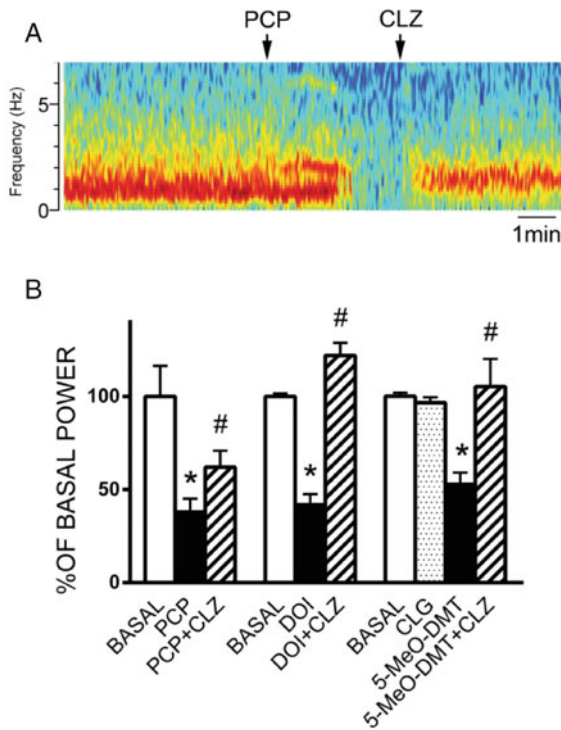 PCP CLZ
A
Frequency (Hz)
5
0
1min
B
# 
* #
* 
* #
%OF BASAL POWER
100
50
0
BASAL
PCP
PCP+CLZ
BASAL
DOI
DOI+CLZ
BASAL
CLG
5-MeO-DMT
5-MeO-DMT+CLZ